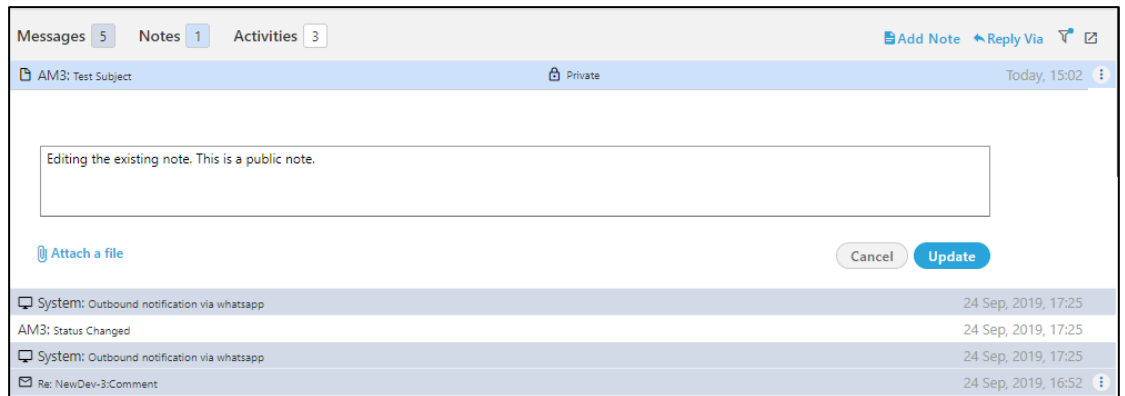 Messages 5 Notes 1 Activities 3 Add Note Reply Via
AM3: Test Subject Private Today, 15:02
Editing the existing note. This is a public note.
Attach a file Cancel Update
System: Outbound notification via whatsapp 24 Sep, 2019, 17:25
AM3: Status Changed 24 Sep, 2019, 17:25
System: Outbound notification via whatsapp 24 Sep, 2019, 17:25
Re: NewDev-3:Comment 24 Sep, 2019, 16:52